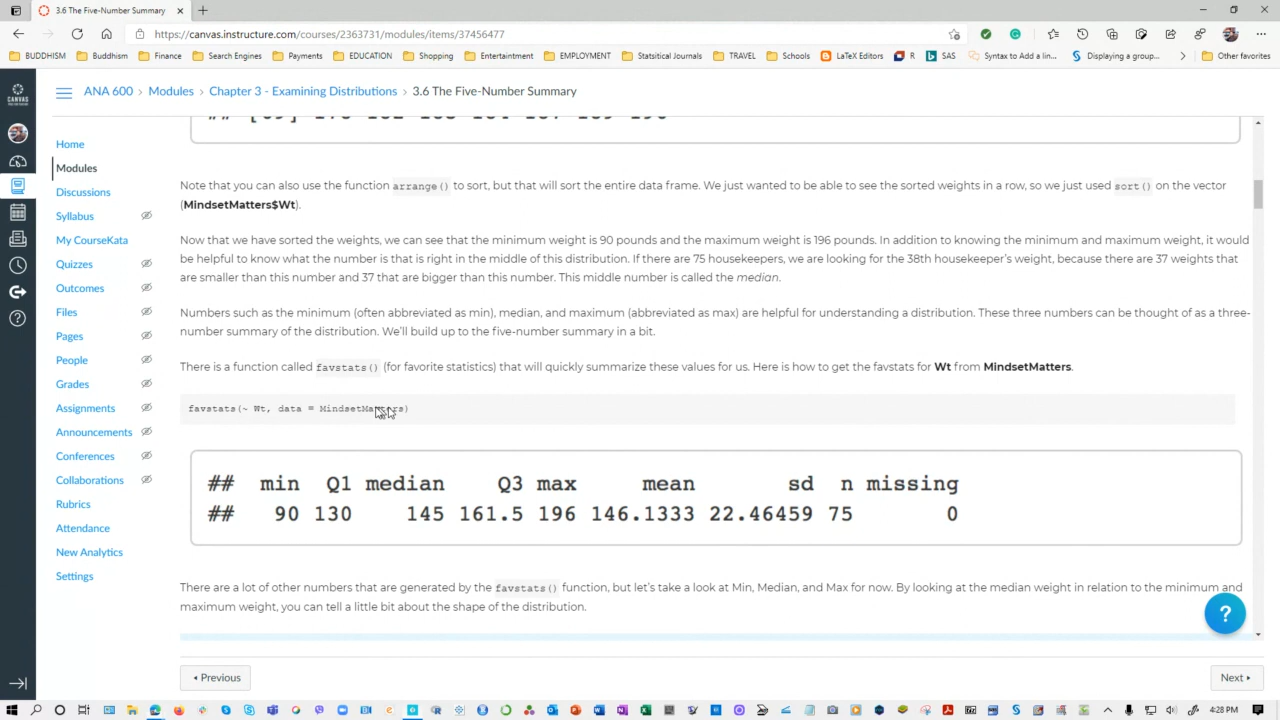 3.6 The Five-Number Summary
https://canvas.instructure.com/courses/2363731/modules/items/37456477
BUDDHISM Buddhism Finance Search Engines Payments EDUCATION Shopping Entertainment EMPLOYMENT Statsitical Journals TRAVEL Schools LaTeX Editors R SAS Syntax to Add a lin... Displaying a group... Other favorites
CANVAS
ANA 600 › Modules › Chapter 3 - Examining Distributions › 3.6 The Five-Number Summary
Home
Modules
Discussions
Syllabus
My CourseKata
Quizzes
Outcomes
Files
Pages
People
Grades
Assignments
Announcements
Conferences
Collaborations
Rubrics
Attendance
New Analytics
Settings
Note that you can also use the function arrange() to sort, but that will sort the entire data frame. We just wanted to be able to see the sorted weights in a row, so we just used sort() on the vector
(MindsetMatters$Wt).
Now that we have sorted the weights, we can see that the minimum weight is 90 pounds and the maximum weight is 196 pounds. In addition to knowing the minimum and maximum weight, it would
be helpful to know what the number is that is right in the middle of this distribution. If there are 75 housekeepers, we are looking for the 38th housekeeper's weight, because there are 37 weights that
are smaller than this number and 37 that are bigger than this number. This middle number is called the median.
Numbers such as the minimum (often abbreviated as min), median, and maximum (abbreviated as max) are helpful for understanding a distribution. These three numbers can be thought of as a three-
number summary of the distribution. We'll build up to the five-number summary in a bit.
There is a function called favstats() (for favorite statistics) that will quickly summarize these values for us. Here is how to get the favstats for Wt from MindsetMatters.
favstats(~ Wt, data = MindsetMatters)
## min Q1 median Q3 max mean sd n missing
## 90 130 145 161.5 196 146.1333 22.46459 75 0
There are a lot of other numbers that are generated by the favstats() function, but let's take a look at Min, Median, and Max for now. By looking at the median weight in relation to the minimum and
maximum weight, you can tell a little bit about the shape of the distribution.
?
Previous
Next
4:28 PM